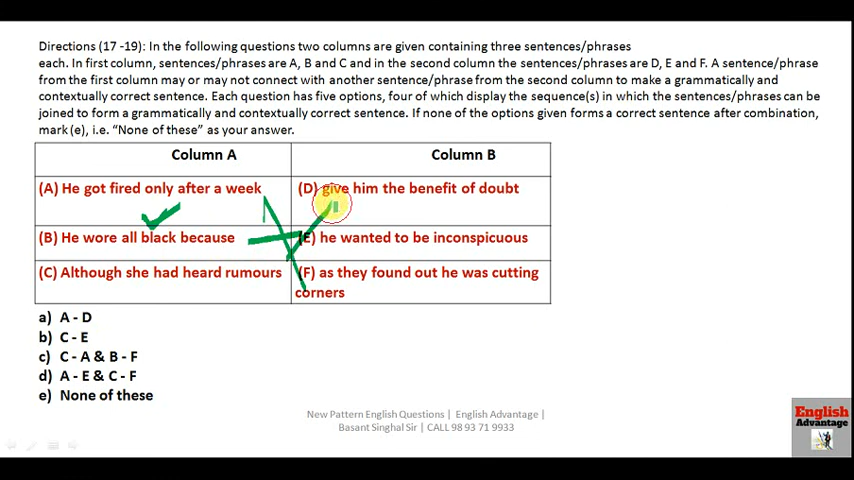 Directions (17 -19): In the following questions two columns are given containing three sentences/phrases
each. In first column, sentences/phrases are A, B and C and in the second column the sentences/phrases are D, E and F. A sentence/phrase
from the first column may or may not connect with another sentence/phrase from the second column to make a grammatically and
contextually correct sentence. Each question has five options, four of which display the sequence(s) in which the sentences/phrases can be
joined to form a grammatically and contextually correct sentence. If none of the options given forms a correct sentence after combination,
mark (e), i.e. “None of these” as your answer.
Column A Column B
(A) He got fired only after a week (D) give him the benefit of doubt
(B) He wore all black because (E) he wanted to be inconspicuous
(C) Although she had heard rumours (F) as they found out he was cutting
corners
a) A - D
b) C - E
c) C - A & B - F
d) A - E & C - F
e) None of these
New Pattern English Questions | English Advantage |
Basant Singhal Sir | CALL 98 93 71 9933
English
Advantage